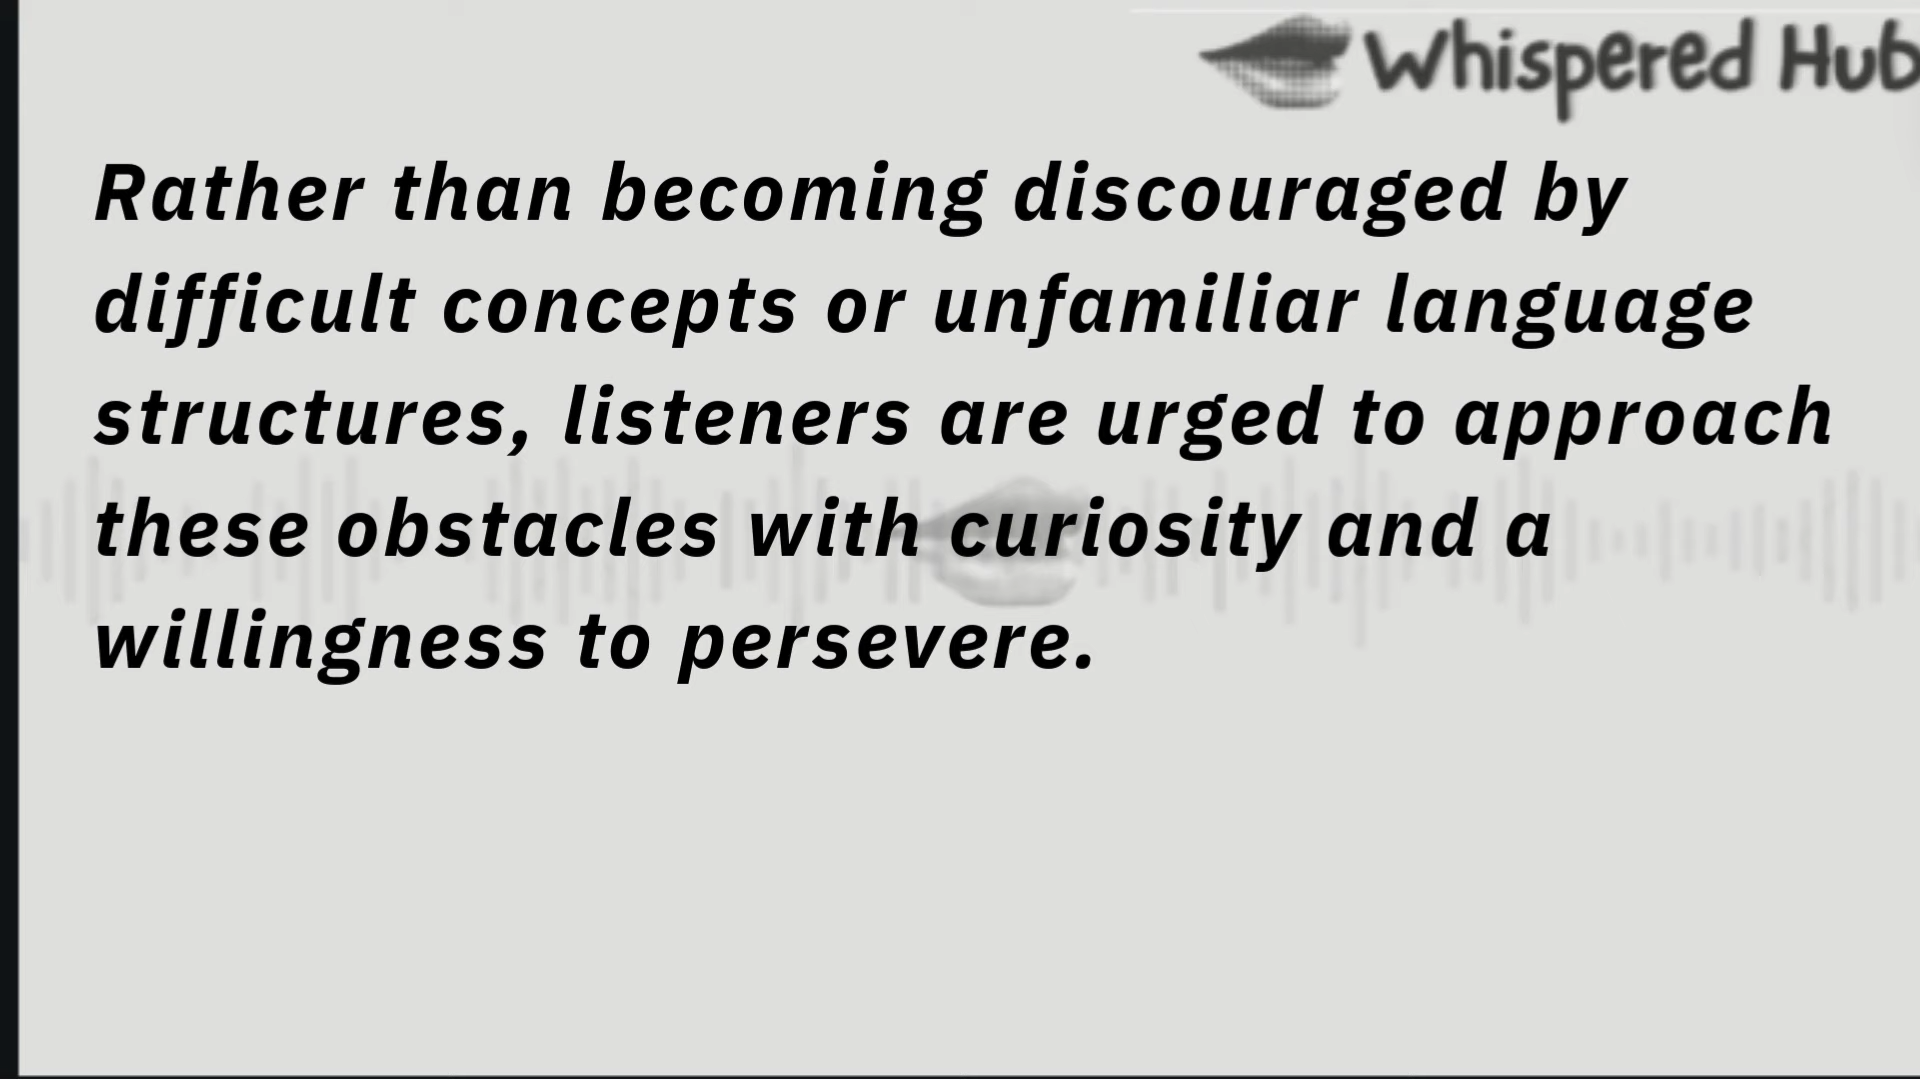 Whispered Hub
Rather than becoming discouraged by
difficult concepts or unfamiliar language
structures, listeners are urged to approach
these obstacles with curiosity and a
willingness to persevere.